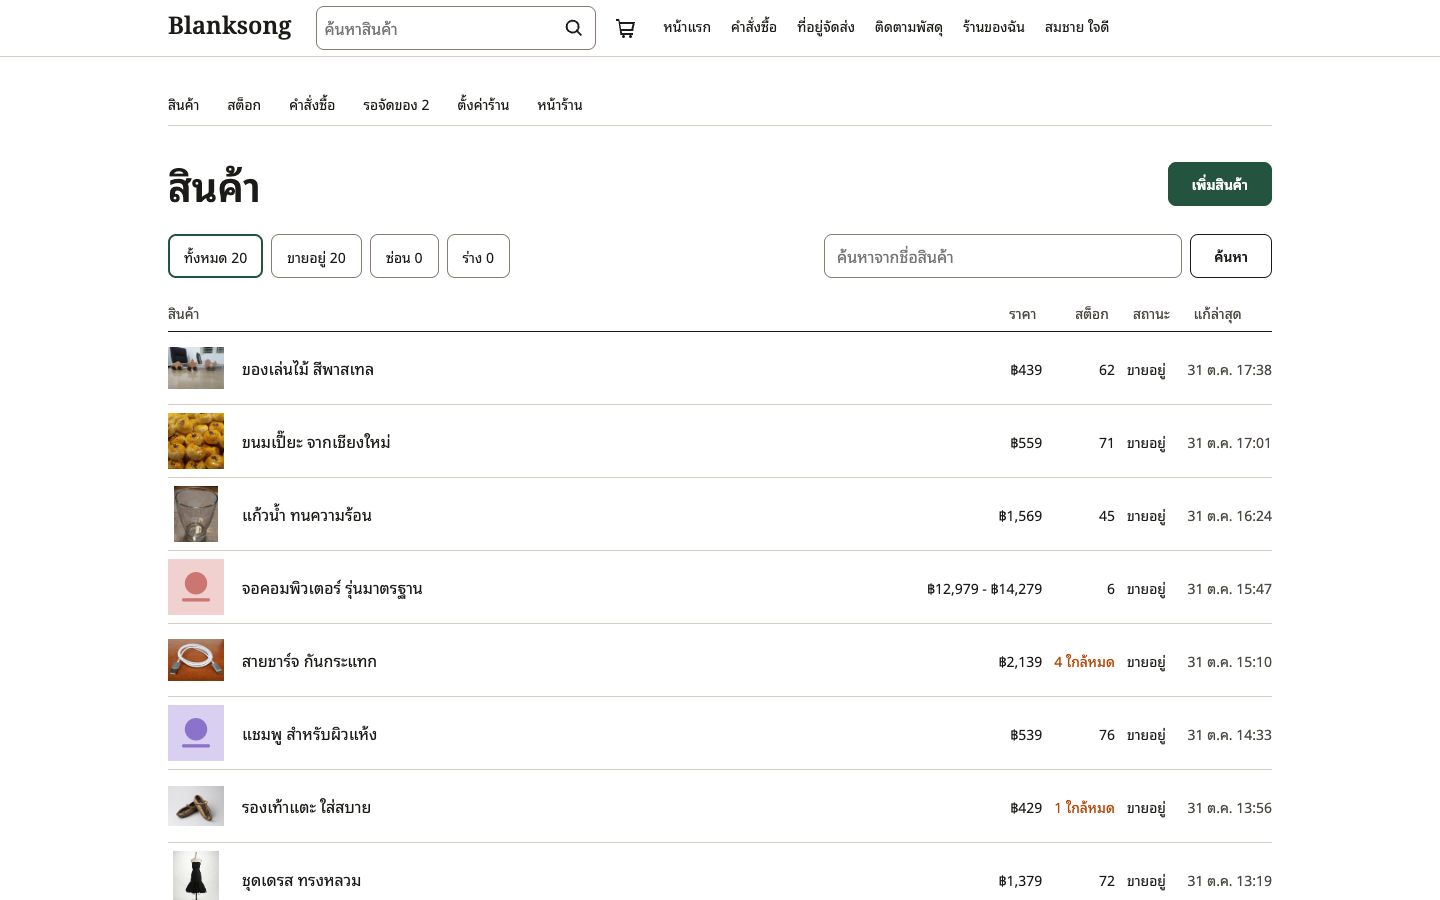 Blanksong
ค้นหาสินค้า
หน้าแรก คำสั่งซื้อ ที่อยู่จัดส่ง ติดตามพัสดุ ร้านของฉัน สมชาย ใจดี
สินค้า สต็อก คำสั่งซื้อ รอจัดของ 2 ตั้งค่าร้าน หน้าร้าน
สินค้า
เพิ่มสินค้า
ทั้งหมด 20 ขายอยู่ 20 ซ่อน 0 ร่าง 0
ค้นหาจากชื่อสินค้า ค้นหา
สินค้า ราคา สต็อก สถานะ แก้ล่าสุด
ของเล่นไม้ สีพาสเทล ฿439 62 ขายอยู่ 31 ต.ค. 17:38
ขนมเปี๊ยะ จากเชียงใหม่ ฿559 71 ขายอยู่ 31 ต.ค. 17:01
แก้วน้ำ ทนความร้อน ฿1,569 45 ขายอยู่ 31 ต.ค. 16:24
จอคอมพิวเตอร์ รุ่นมาตรฐาน ฿12,979 - ฿14,279 6 ขายอยู่ 31 ต.ค. 15:47
สายชาร์จ กันกระแทก ฿2,139 4 ใกล้หมด ขายอยู่ 31 ต.ค. 15:10
แชมพู สำหรับผิวแห้ง ฿539 76 ขายอยู่ 31 ต.ค. 14:33
รองเท้าแตะ ใส่สบาย ฿429 1 ใกล้หมด ขายอยู่ 31 ต.ค. 13:56
ชุดเดรส ทรงหลวม ฿1,379 72 ขายอยู่ 31 ต.ค. 13:19